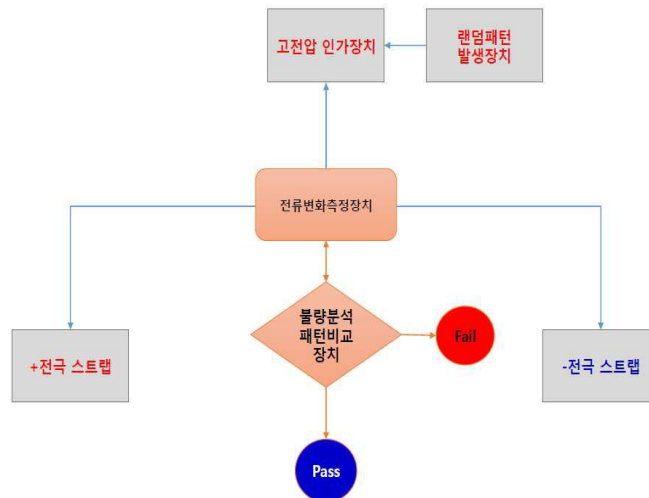 고전압 인가장치
랜덤패턴
발생장치
전류변화측정장치
불량분석
패턴비교
장치
Fail
+전극 스트랩
-전극 스트랩
Pass